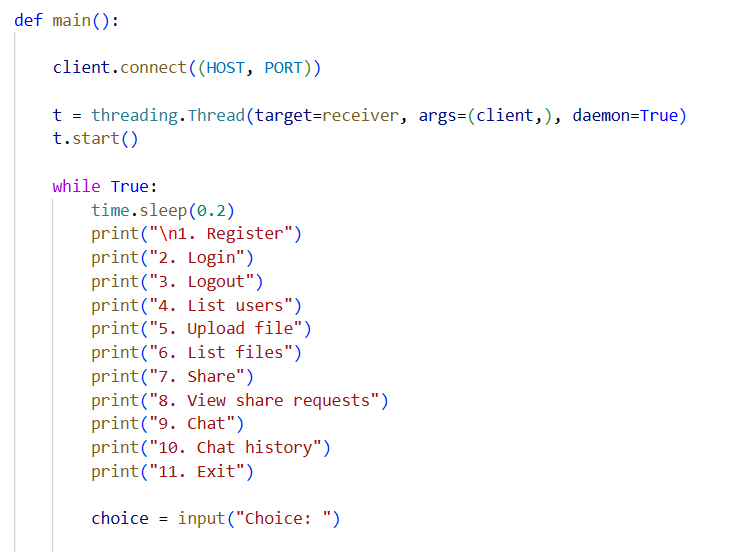 def main():
client.connect((HOST, PORT))
t = threading.Thread(target=receiver, args=(client,), daemon=True)
t.start()
while True:
time.sleep(0.2)
print("\n1. Register")
print("2. Login")
print("3. Logout")
print("4. List users")
print("5. Upload file")
print("6. List files")
print("7. Share")
print("8. View share requests")
print("9. Chat")
print("10. Chat history")
print("11. Exit")
choice = input("Choice: ")